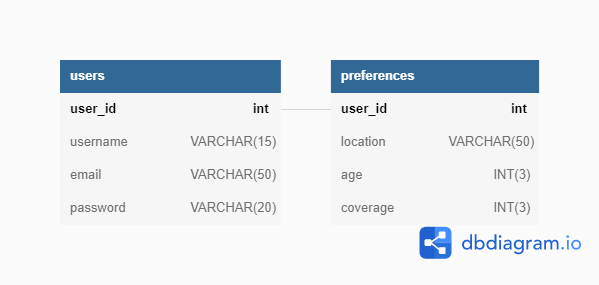 users
user_id int
username VARCHAR(15)
email VARCHAR(50)
password VARCHAR(20)
preferences
user_id int
location VARCHAR(50)
age INT(3)
coverage INT(3)
dbdiagram.io